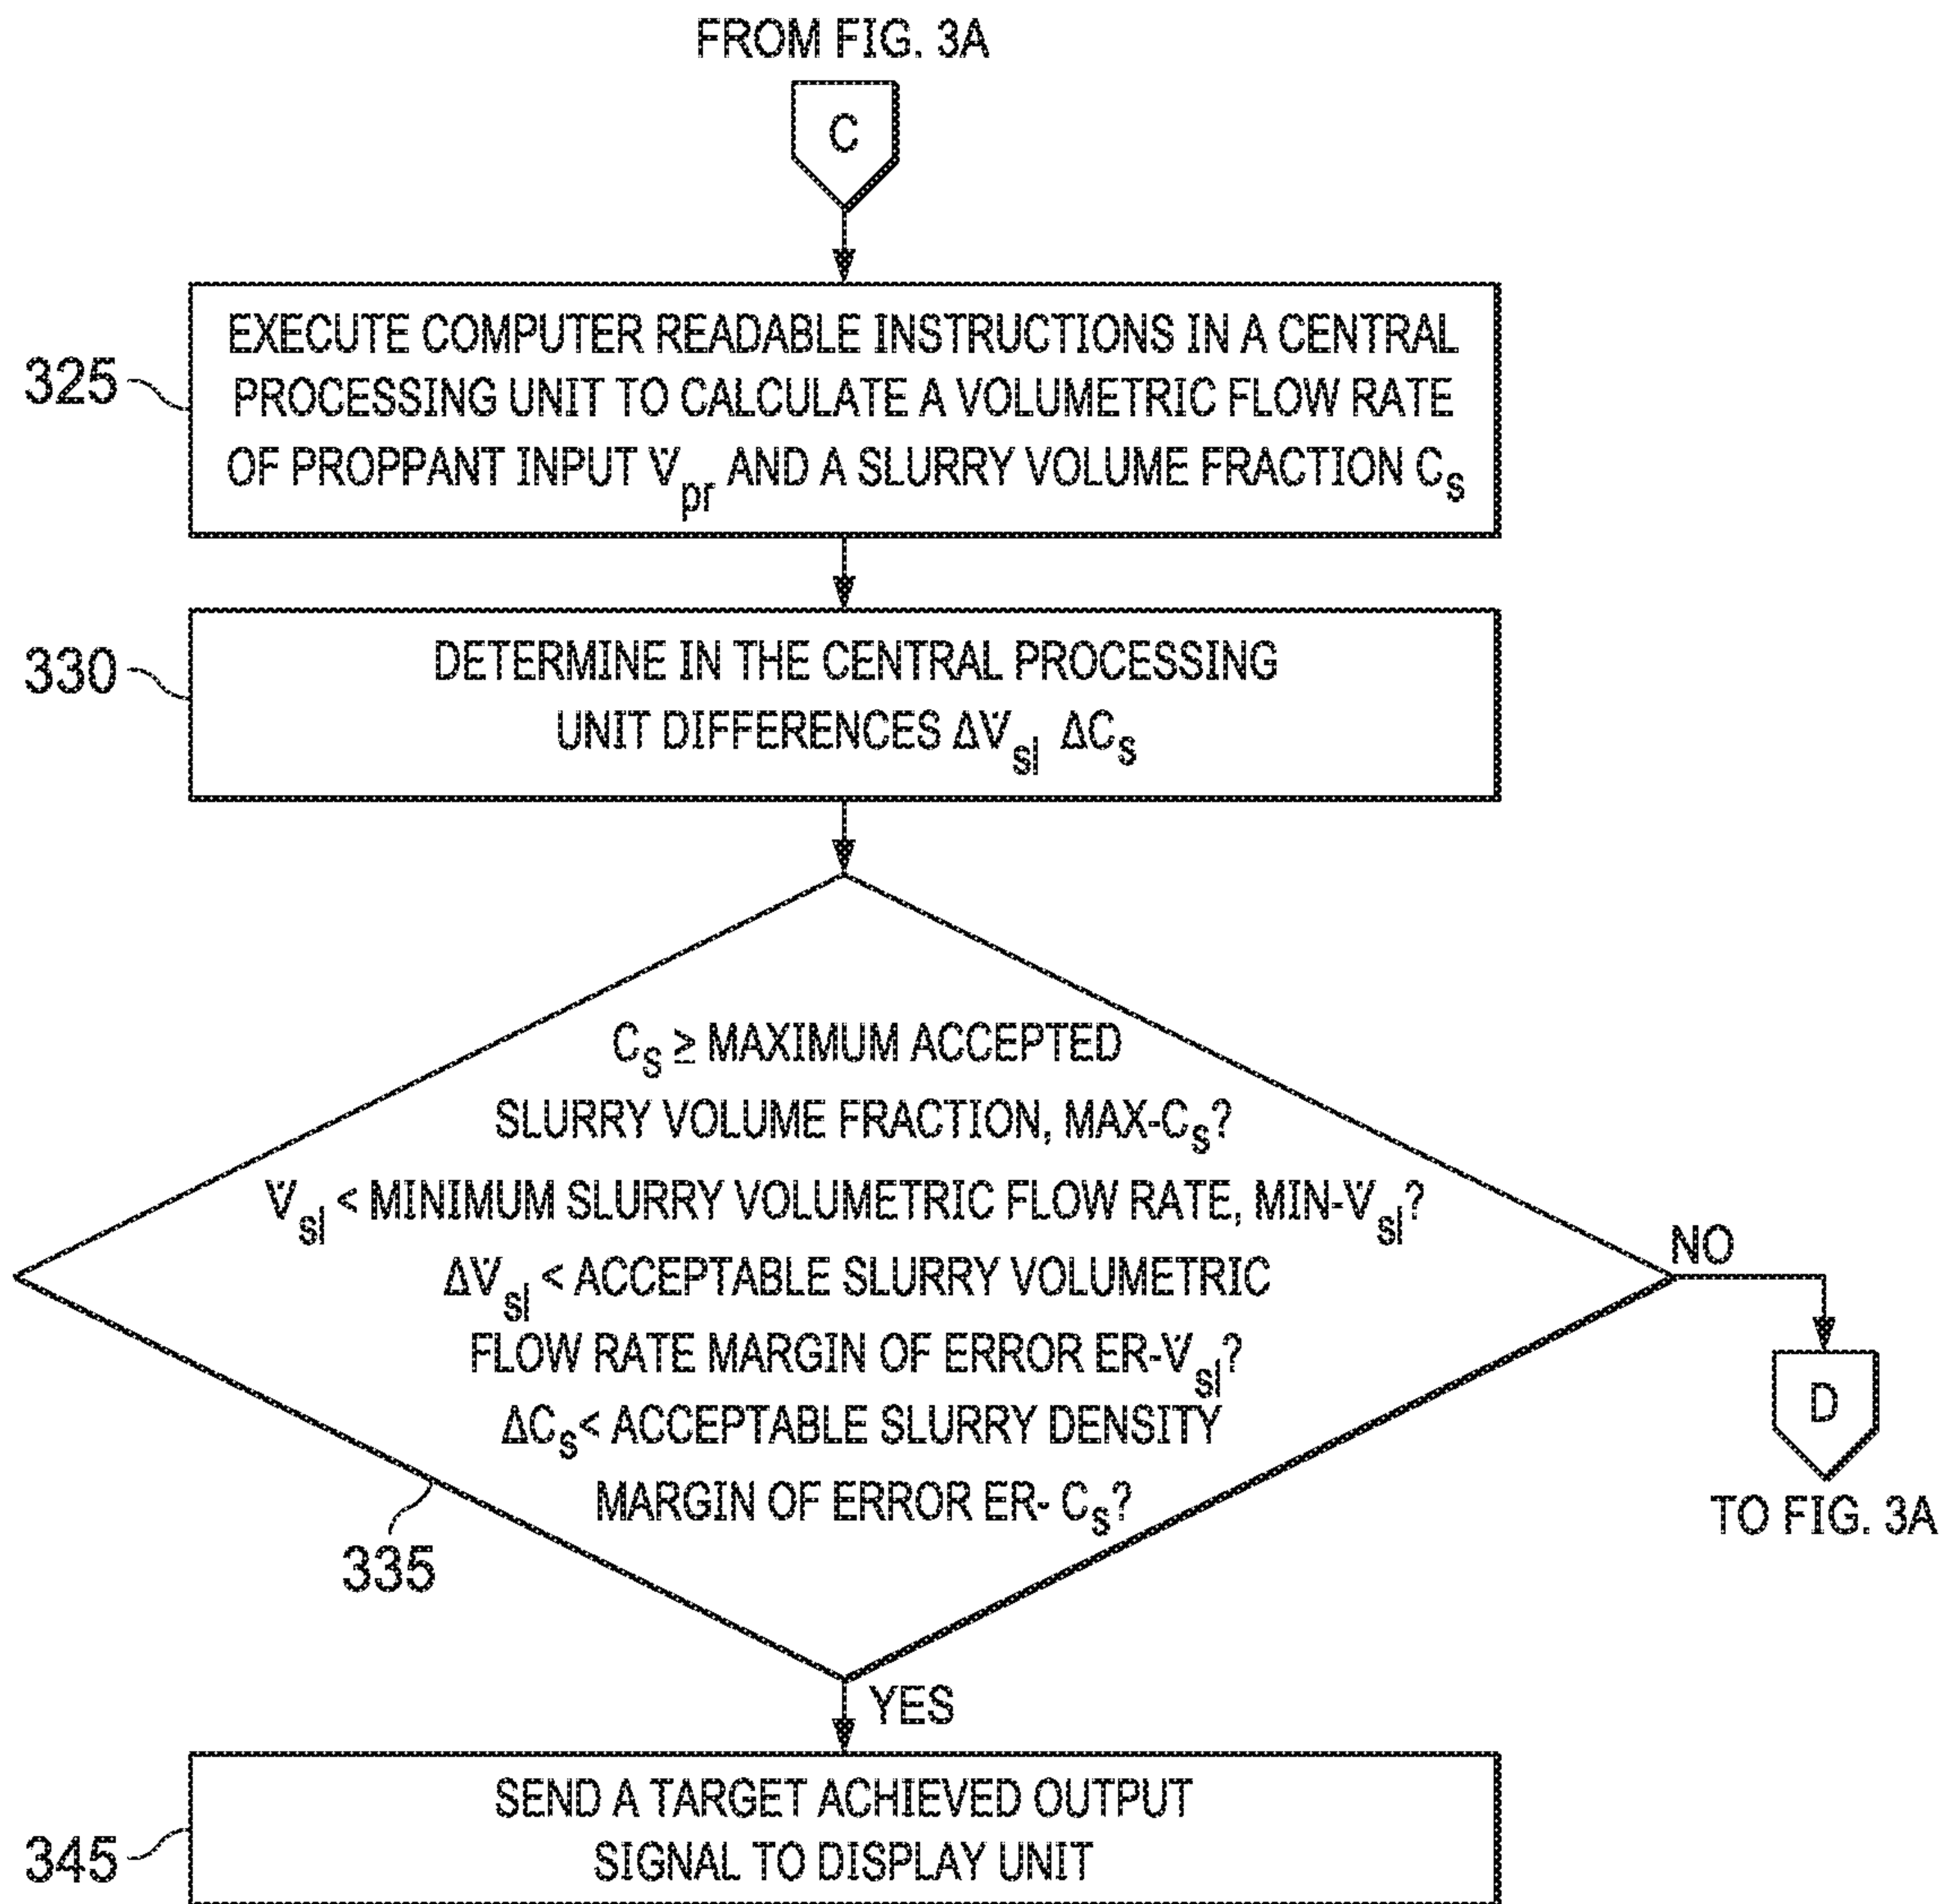 FROM FIG. 3A
C
325
EXECUTE COMPUTER READABLE INSTRUCTIONS IN A CENTRAL
PROCESSING UNIT TO CALCULATE A VOLUMETRIC FLOW RATE
OF PROPPANT INPUT V̇pr AND A SLURRY VOLUME FRACTION Cs
330
DETERMINE IN THE CENTRAL PROCESSING
UNIT DIFFERENCES ΔV̇sl ΔCs
Cs ≥ MAXIMUM ACCEPTED
SLURRY VOLUME FRACTION, MAX-Cs?
V̇sl < MINIMUM SLURRY VOLUMETRIC FLOW RATE, MIN-V̇sl?
ΔV̇sl < ACCEPTABLE SLURRY VOLUMETRIC
FLOW RATE MARGIN OF ERROR ER-V̇sl?
ΔCs< ACCEPTABLE SLURRY DENSITY
MARGIN OF ERROR ER- Cs?
335
NO
D
TO FIG. 3A
YES
345
SEND A TARGET ACHIEVED OUTPUT
SIGNAL TO DISPLAY UNIT